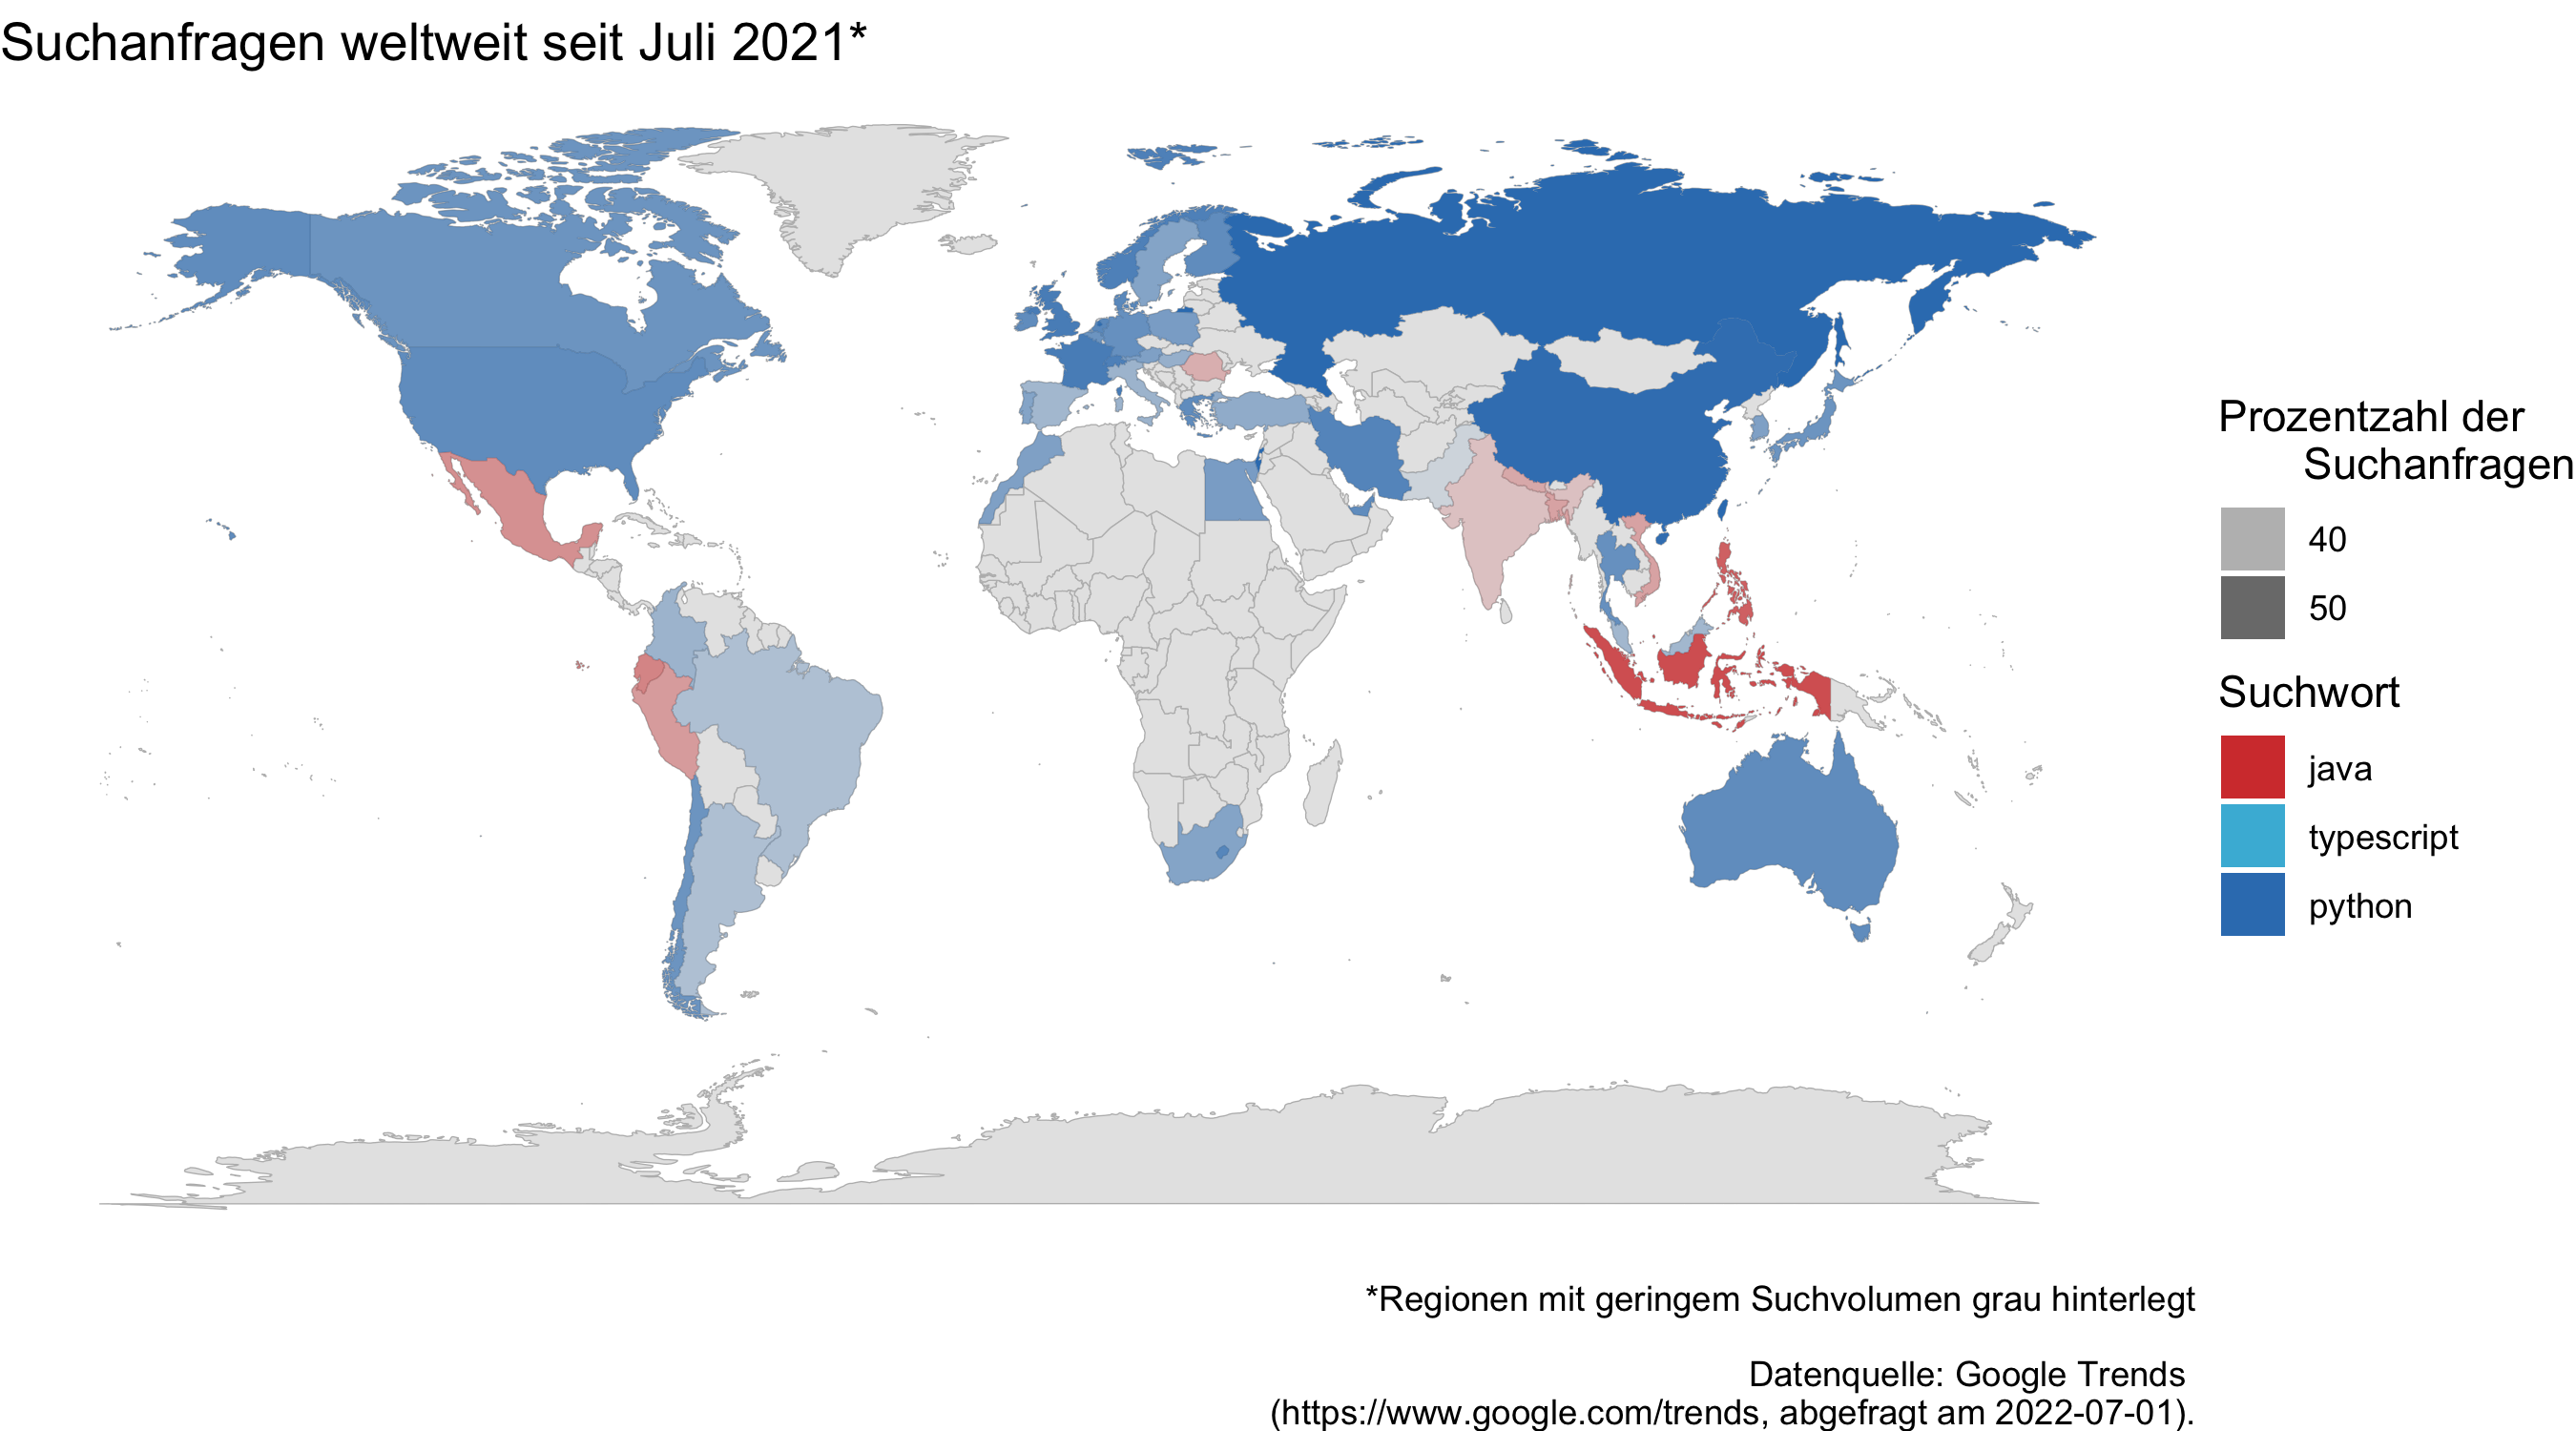 Suchanfragen weltweit seit Juli 2021*
Prozentzahl der
Suchanfragen
40
50
Suchwort
java
typescript
python
*Regionen mit geringem Suchvolumen grau hinterlegt
Datenquelle: Google Trends
(https://www.google.com/trends, abgefragt am 2022-07-01).